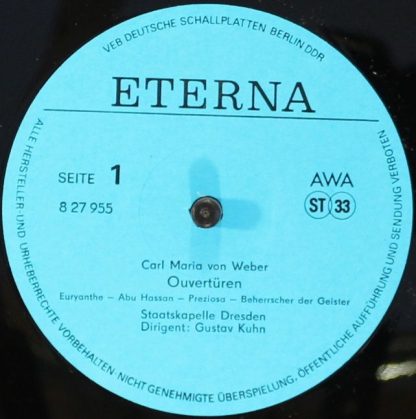 VEB DEUTSCHE SCHALLPLATTEN BERLIN DDR
ETERNA
SEITE 1
AWA
8 27 955
ST 33
Carl Maria von Weber
Ouvertüren
Euryanthe – Abu Hassan – Preziosa – Beherrscher der Geister
Staatskapelle Dresden
Dirigent: Gustav Kuhn
ALLE HERSTELLER- UND URHEBERRECHTE VORBEHALTEN NICHT GENEHMIGTE ÜBERSPIELUNG, ÖFFENTLICHE AUFFÜHRUNG UND SENDUNG VERBOTEN